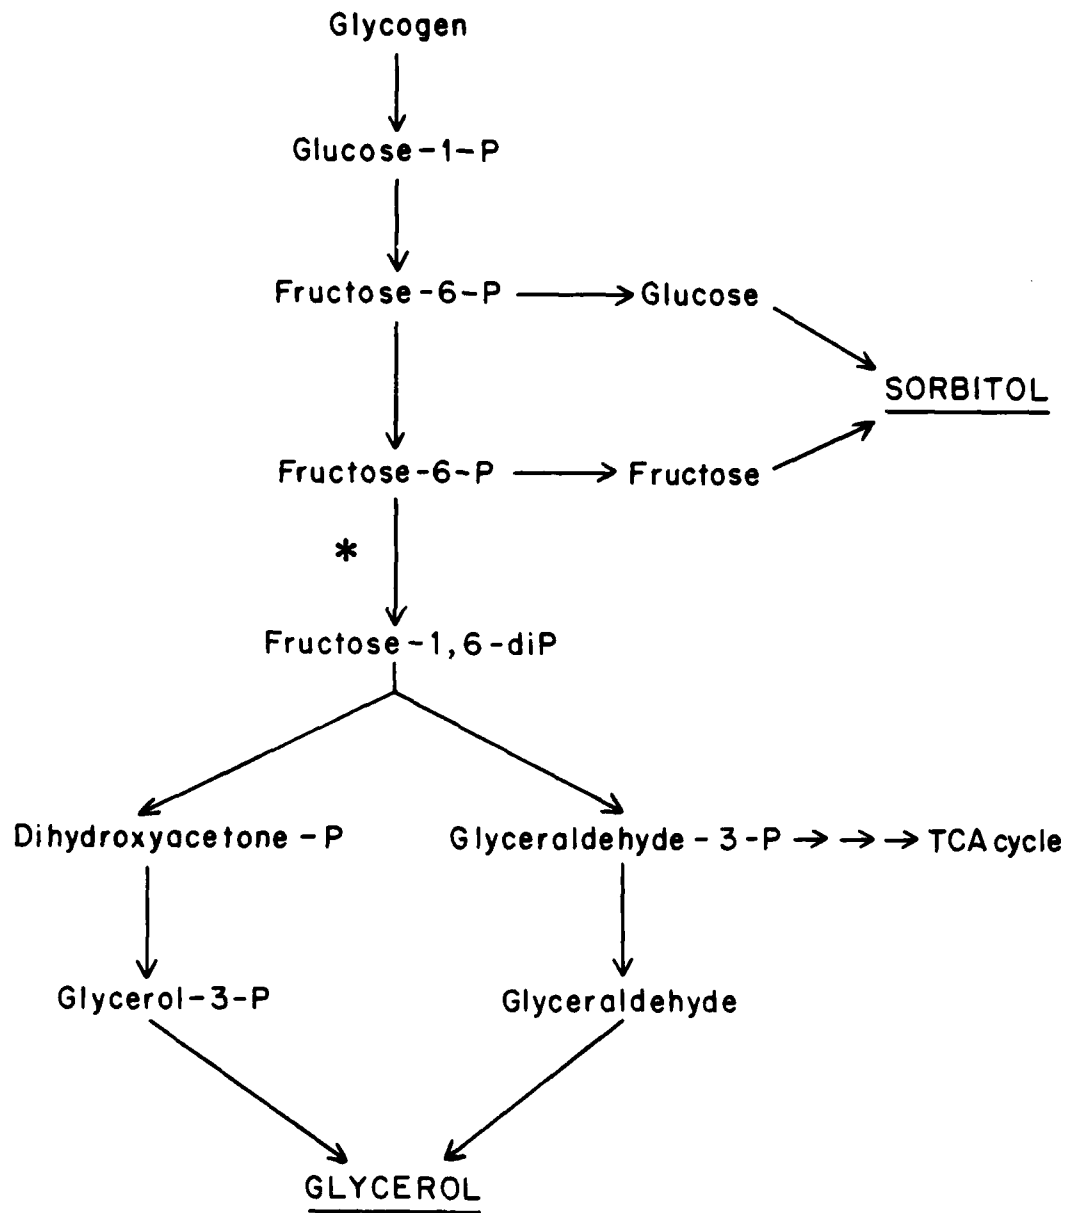 Glycogen
Glucose-1-P
Fructose-6-P → Glucose
SORBITOL
Fructose-6-P → Fructose
*
Fructose-1,6-diP
Dihydroxyacetone-P
Glyceraldehyde-3-P → → → TCA cycle
Glycerol-3-P
Glyceraldehyde
GLYCEROL